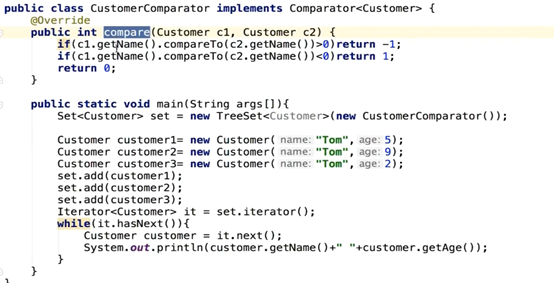 public class CustomerComparator implements Comparator<Customer> {
@Override
public int compare(Customer c1, Customer c2) {
if(c1.getName().compareTo(c2.getName())>0)return -1;
if(c1.getName().compareTo(c2.getName())<0)return 1;
return 0;
}
public static void main(String args[]){
Set<Customer> set = new TreeSet<Customer>(new CustomerComparator());
Customer customer1= new Customer( name: "Tom", age: 5);
Customer customer2= new Customer( name: "Tom", age: 9);
Customer customer3= new Customer( name: "Tom", age: 2);
set.add(customer1);
set.add(customer2);
set.add(customer3);
Iterator<Customer> it = set.iterator();
while(it.hasNext()){
Customer customer = it.next();
System.out.println(customer.getName()+" "+customer.getAge());
}
}
}